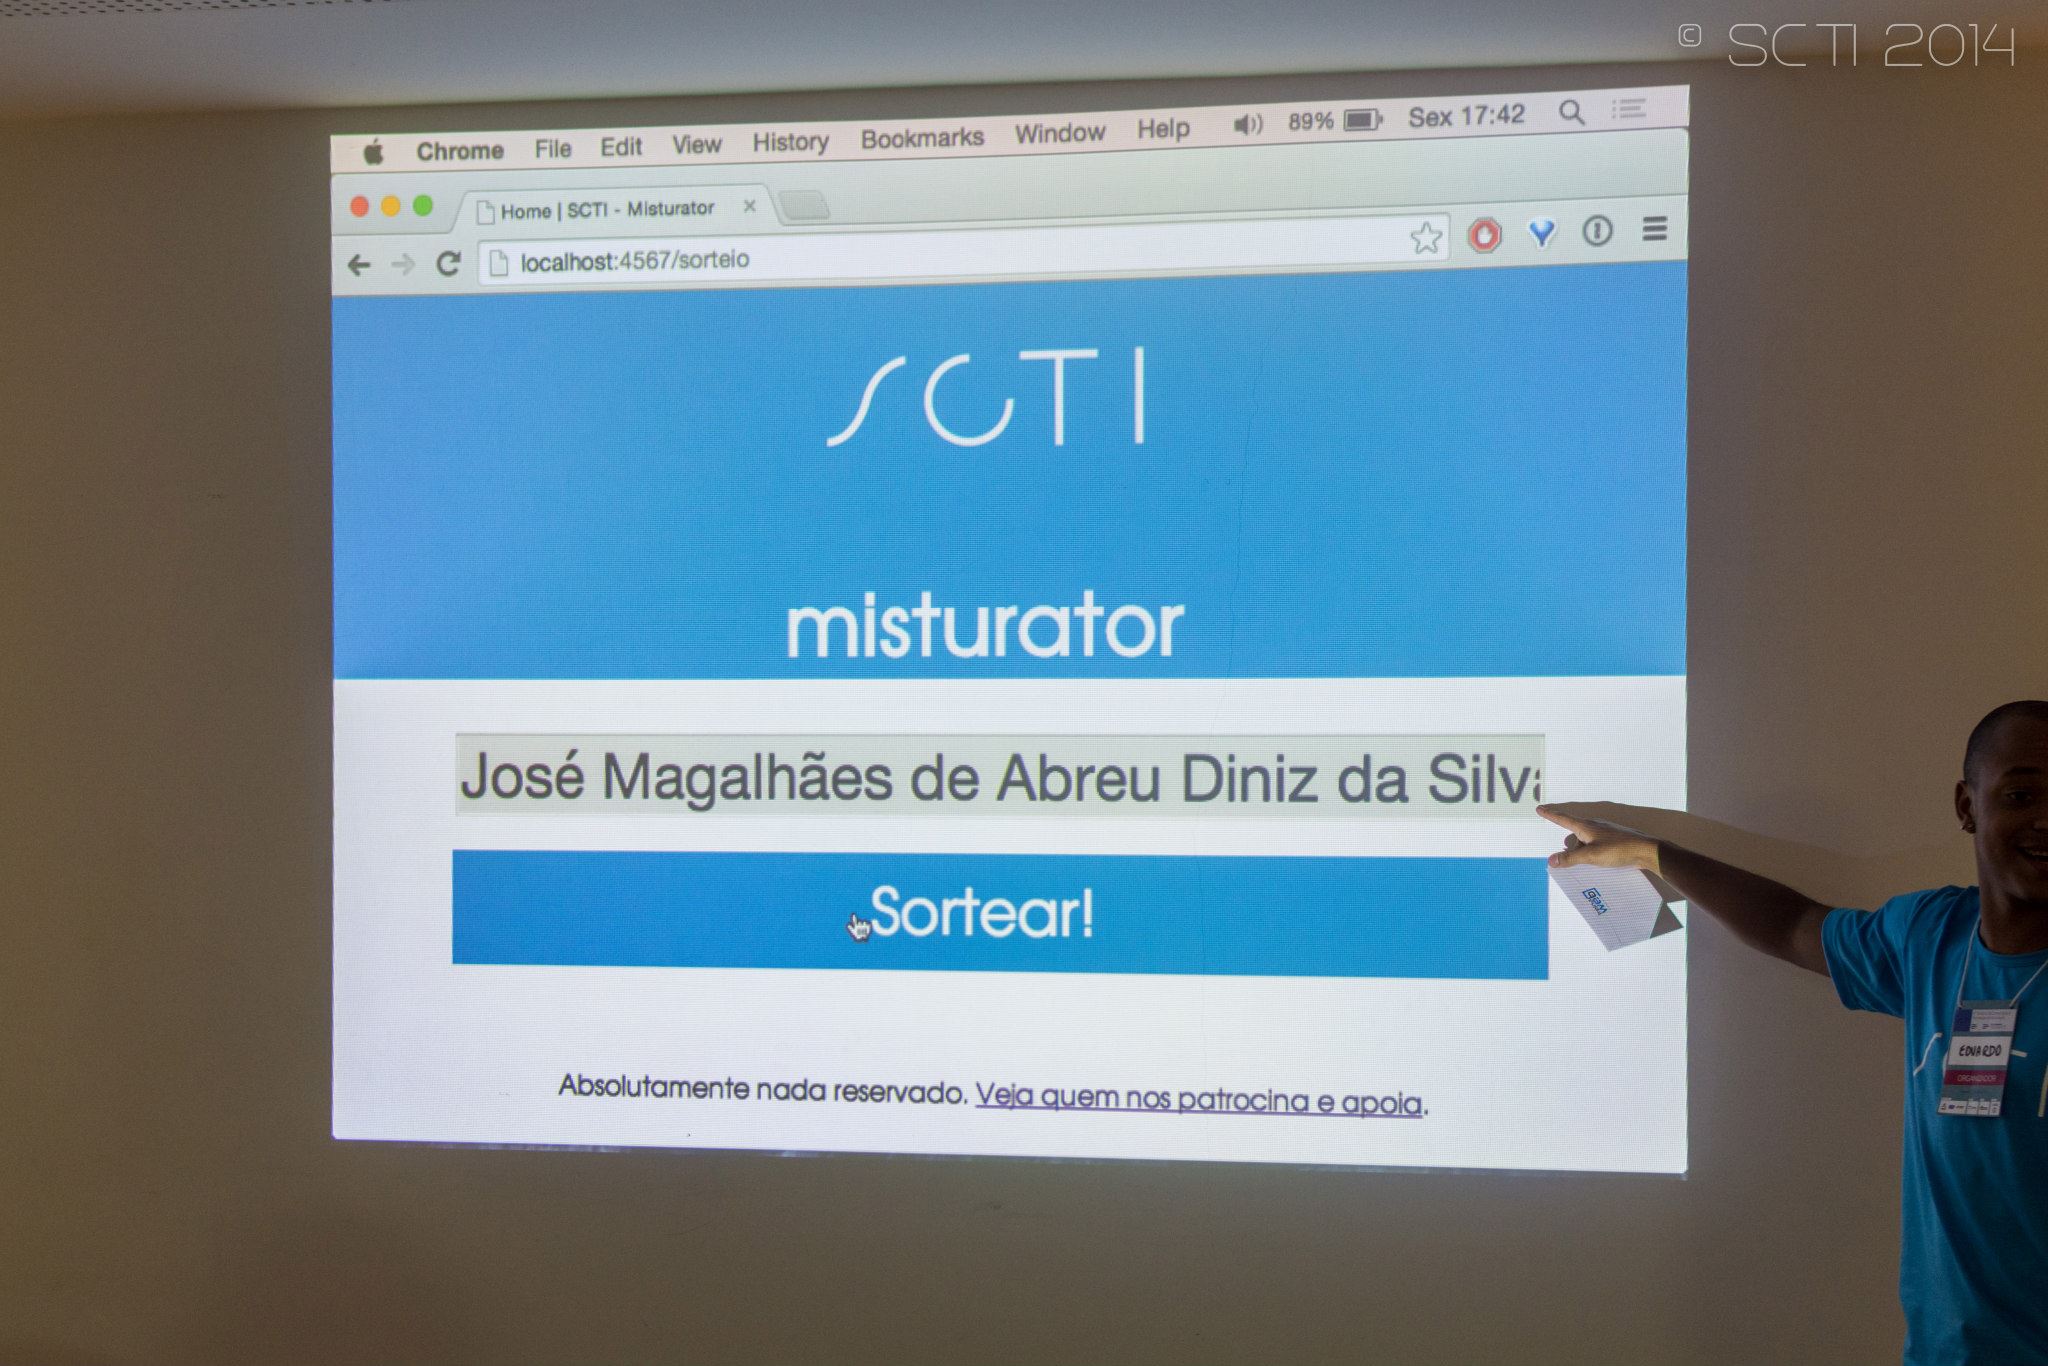 © SCTI 2014
Chrome File Edit View History Bookmarks Window Help 89% Sex 17:42
Home | SCTI - Misturator
localhost:4567/sorteio
SCTI
misturator
José Magalhães de Abreu Diniz da Silva
Sortear!
Absolutamente nada reservado. Veja quem nos patrocina e apoia.
EDUARDO
ORGANIZADOR